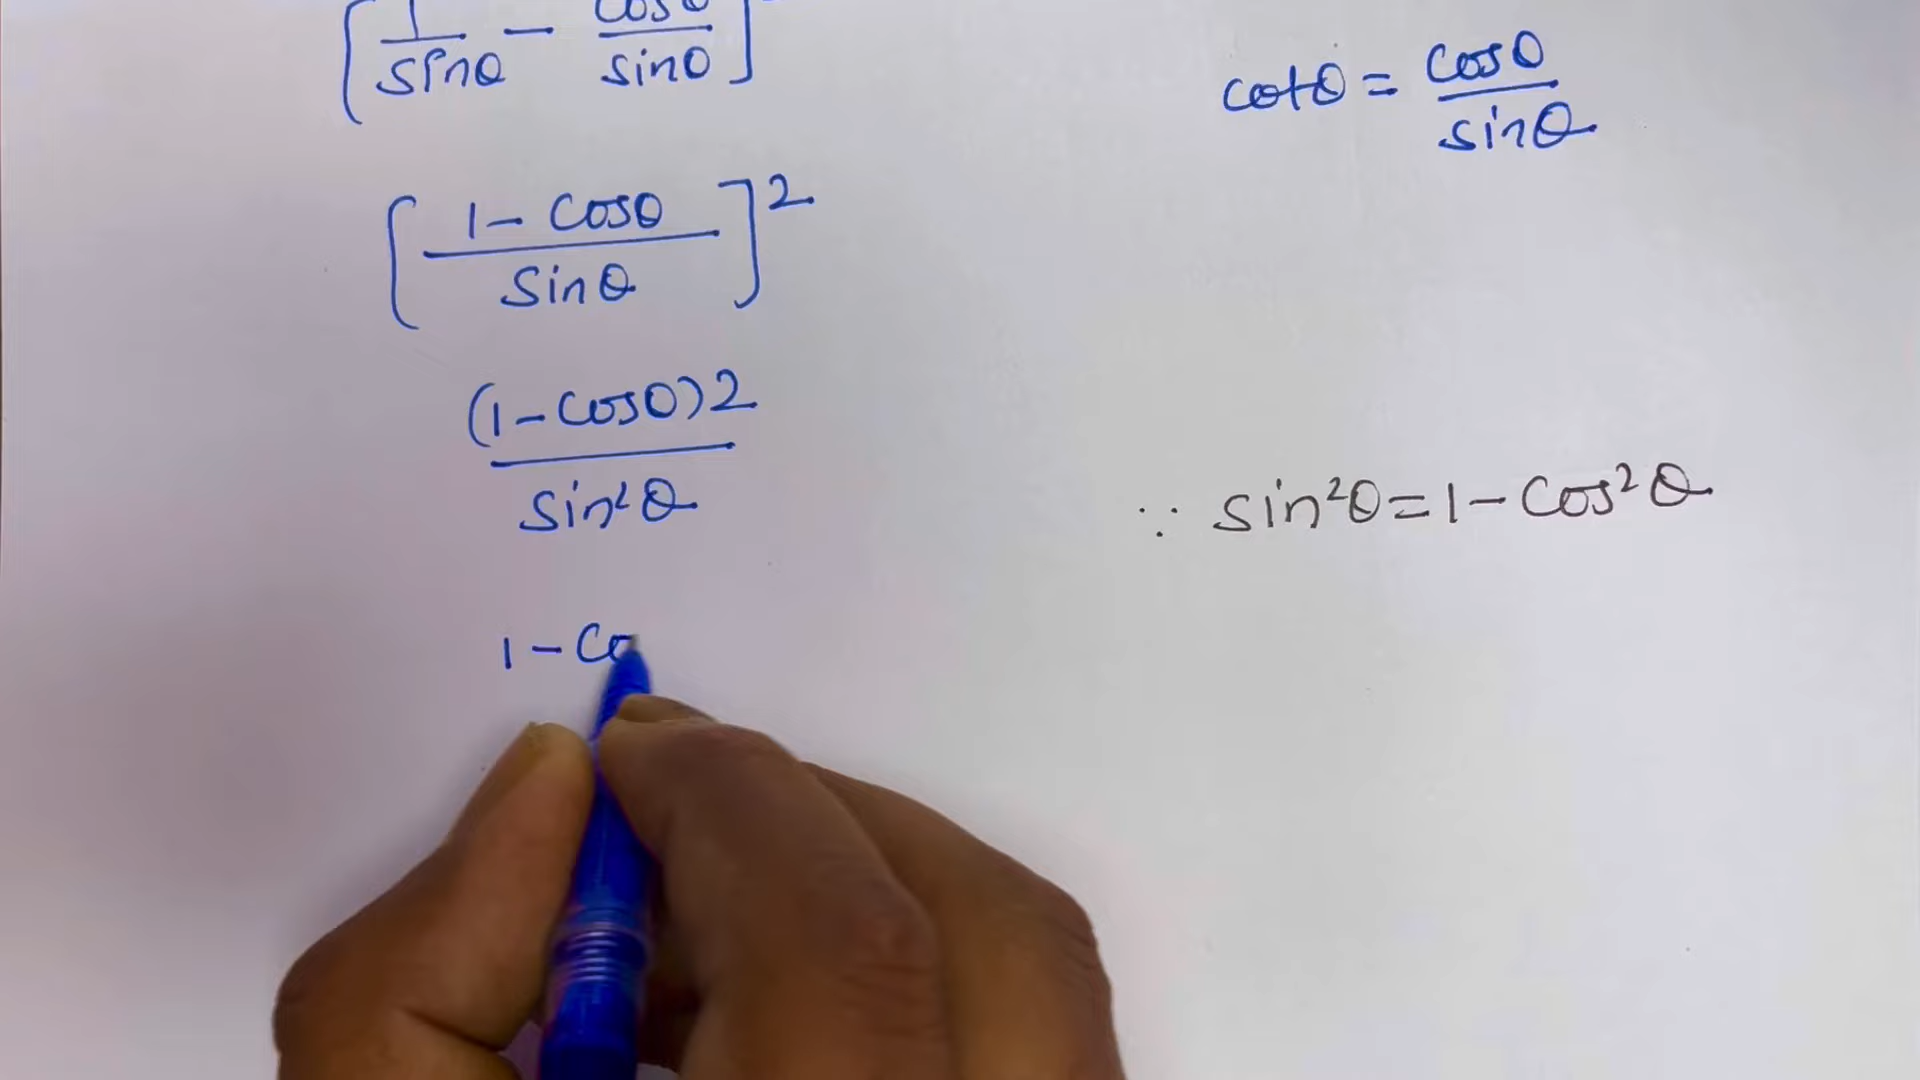 [1/sinθ - cosθ/sinθ]
cotθ = cosθ/sinθ
[1 - cosθ/sinθ]²
(1 - cosθ)2/sin²θ
∵ sin²θ = 1 - cos²θ
1 - co